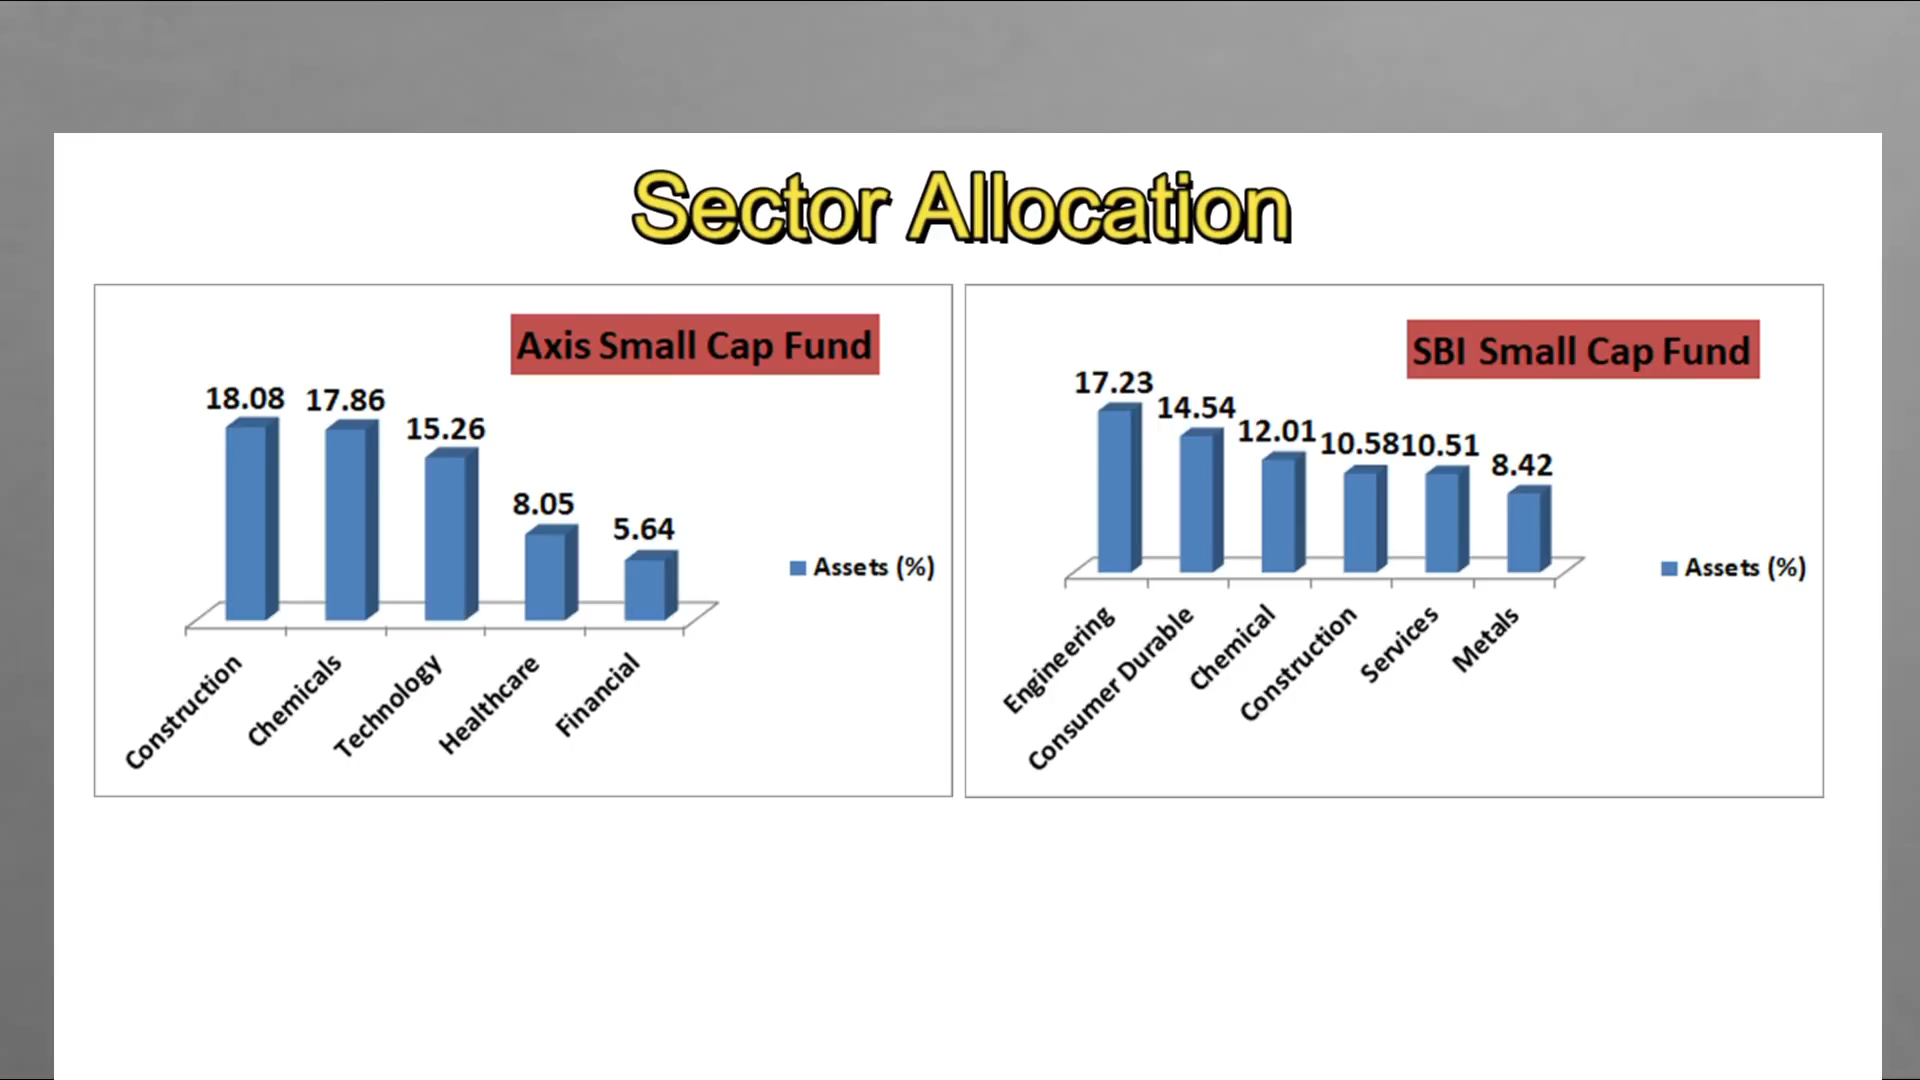 Sector Allocation
Axis Small Cap Fund
18.08 17.86 15.26 8.05 5.64
Assets (%)
Construction
Chemicals
Technology
Healthcare
Financial
SBI Small Cap Fund
17.23 14.54 12.01 10.58 10.51 8.42
Assets (%)
Engineering
Consumer Durable
Chemical
Construction
Services
Metals